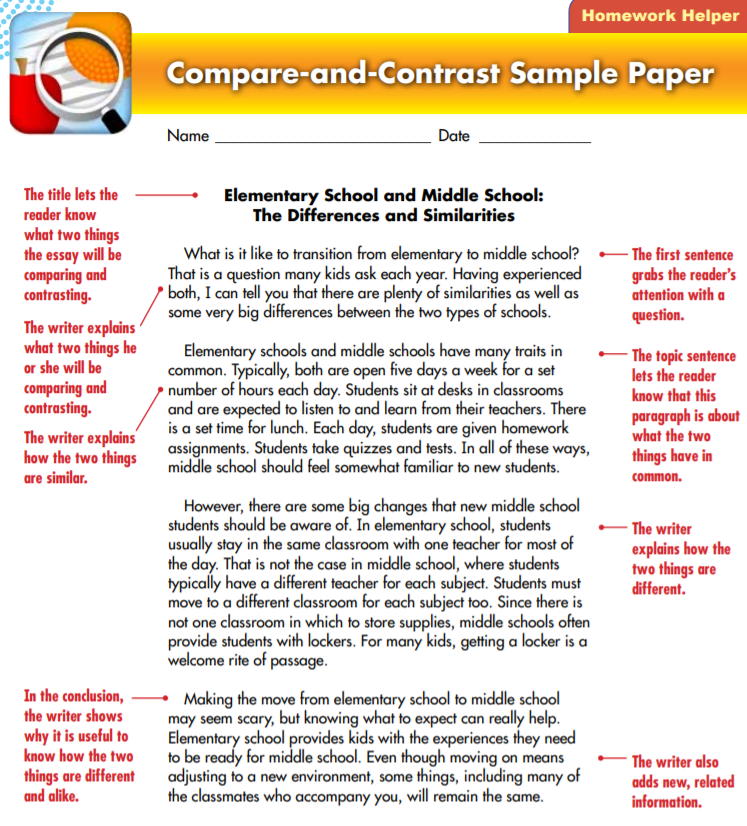 Homework Helper
Compare-and-Contrast Sample Paper
Name
Date
The title lets the
reader know
what two things
the essay will be
comparing and
contrasting.
Elementary School and Middle School:
The Differences and Similarities
What is it like to transition from elementary to middle school?
That is a question many kids ask each year. Having experienced
both, I can tell you that there are plenty of similarities as well as
some very big differences between the two types of schools.
The first sentence
grabs the reader's
attention with a
question.
The writer explains
what two things he
or she will be
comparing and
contrasting.
Elementary schools and middle schools have many traits in
common. Typically, both are open five days a week for a set
number of hours each day. Students sit at desks in classrooms
and are expected to listen to and learn from their teachers. There
is a set time for lunch. Each day, students are given homework
assignments. Students take quizzes and tests. In all of these ways,
middle school should feel somewhat familiar to new students.
The topic sentence
lets the reader
know that this
paragraph is about
what the two
things have in
common.
The writer explains
how the two things
are similar.
However, there are some big changes that new middle school
students should be aware of. In elementary school, students
usually stay in the same classroom with one teacher for most of
the day. That is not the case in middle school, where students
typically have a different teacher for each subject. Students must
move to a different classroom for each subject too. Since there is
not one classroom in which to store supplies, middle schools often
provide students with lockers. For many kids, getting a locker is a
welcome rite of passage.
The writer
explains how the
two things are
different.
In the conclusion,
the writer shows
why it is useful to
know how the two
things are different
and alike.
Making the move from elementary school to middle school
may seem scary, but knowing what to expect can really help.
Elementary school provides kids with the experiences they need
to be ready for middle school. Even though moving on means
adjusting to a new environment, some things, including many of
the classmates who accompany you, will remain the same.
The writer also
adds new, related
information.